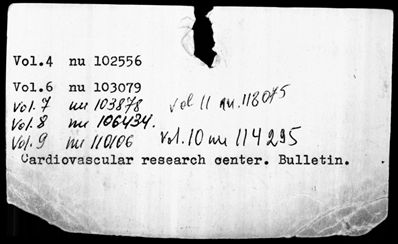 Vol.4 nu 102556
Vol.6 nu 103079
Vol.7 nu 103878 vol 11 nu. 118075
Vol.8 nu 106434.
Vol.9 nu 110106 Vol.10 nu 114295
Cardiovascular research center. Bulletin.